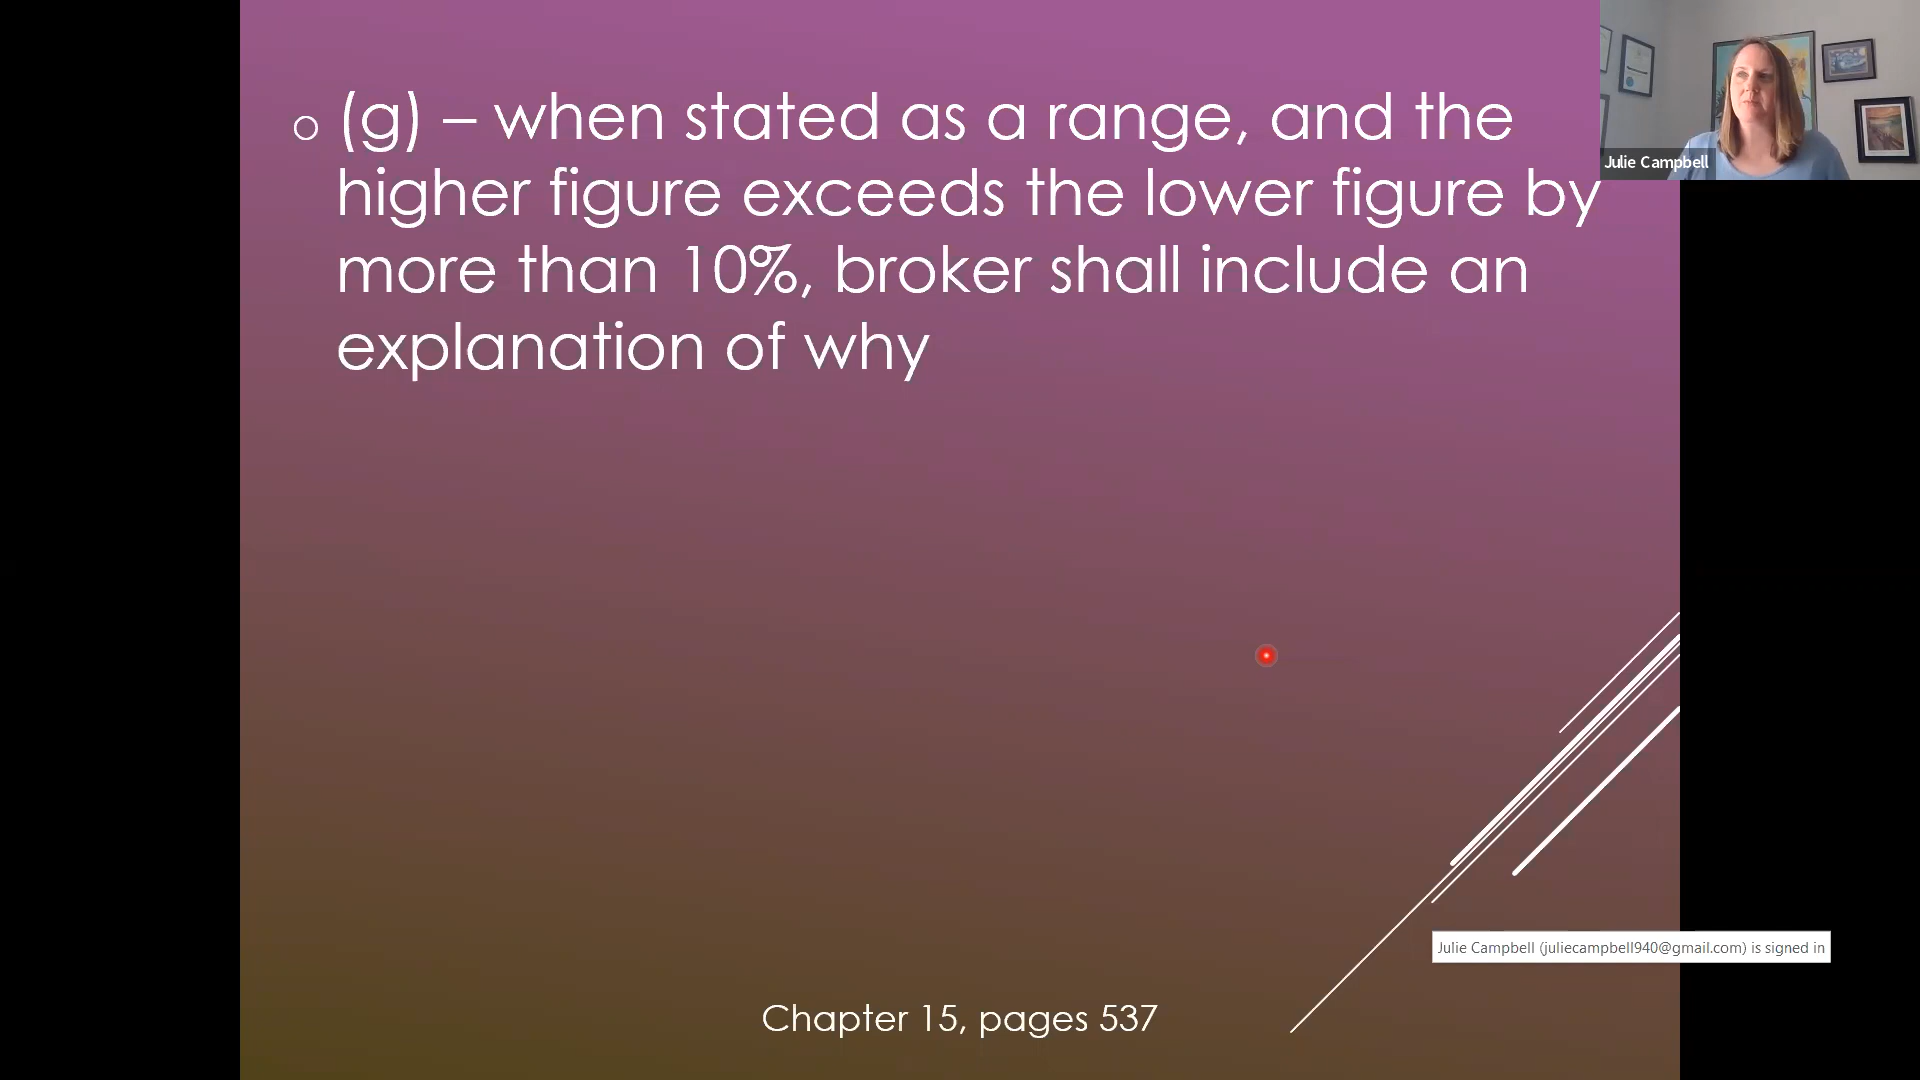 o (g) – when stated as a range, and the
higher figure exceeds the lower figure by
more than 10%, broker shall include an
explanation of why
Julie Campbell
Julie Campbell (juliecampbell940@gmail.com) is signed in
Chapter 15, pages 537